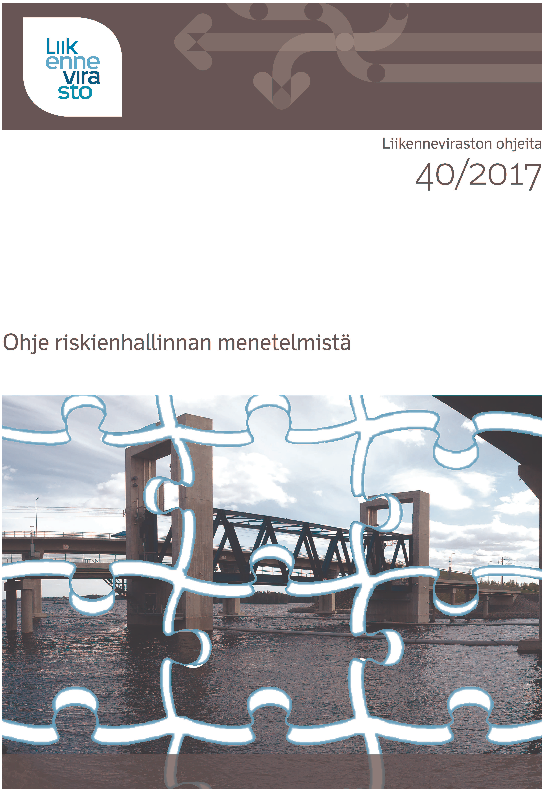 Liik
enne
vira
sto
Liikenneviraston ohjeita
40/2017
Ohje riskienhallinnan menetelmistä